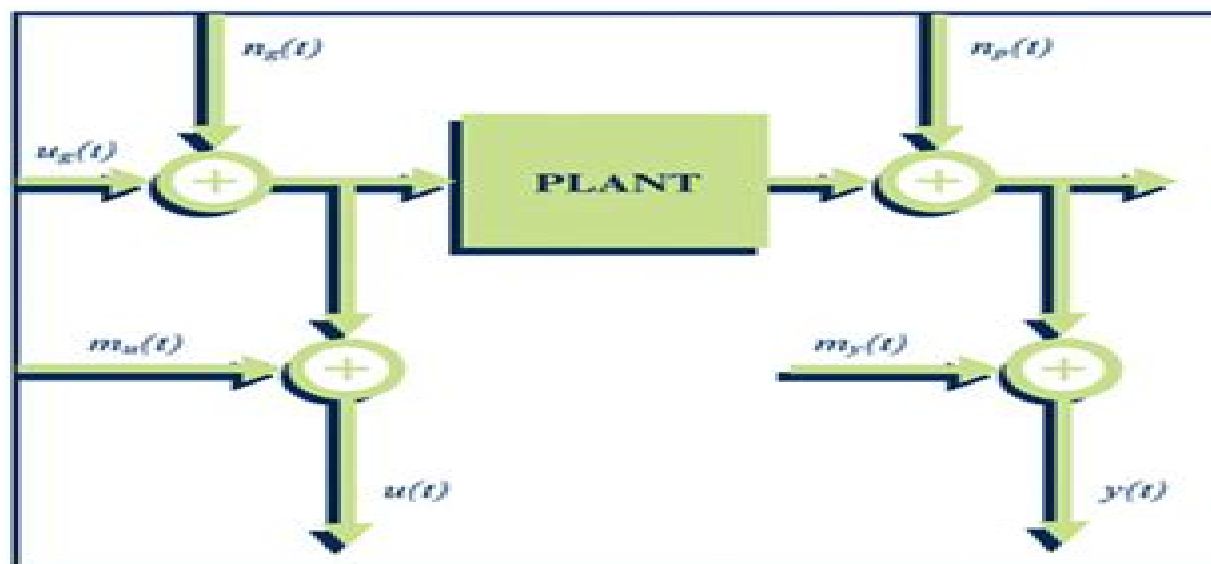 n_g(t)
n_p(t)
u_g(t)
+
PLANT
+
m_u(t)
m_y(t)
+
+
u(t)
y(t)